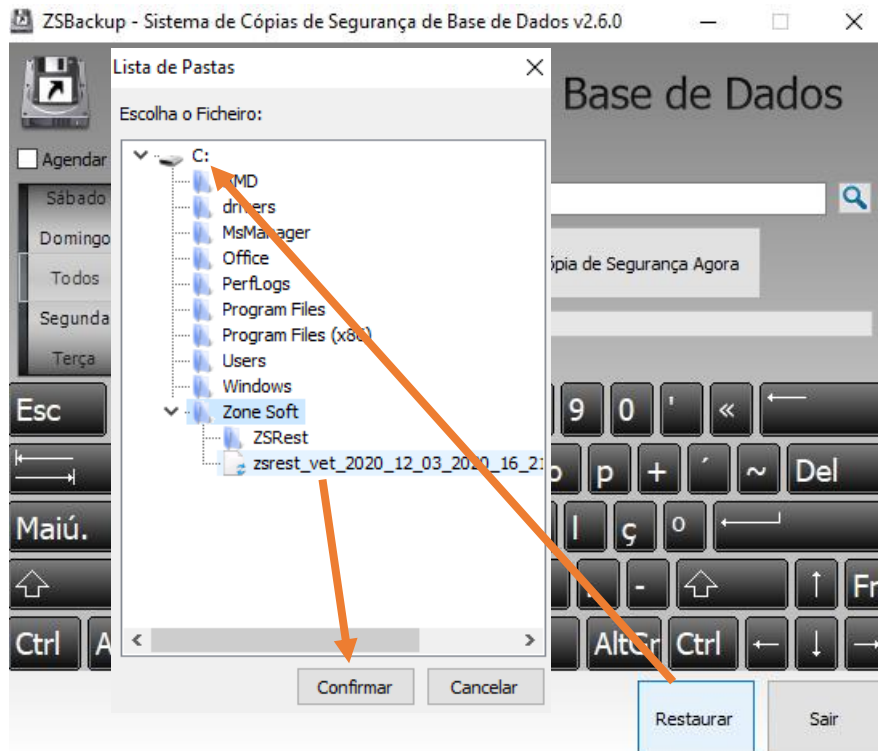 ZSBackup - Sistema de Cópias de Segurança de Base de Dados v2.6.0
Lista de Pastas
Base de Dados
Escolha o Ficheiro:
Agendar
C:
AMD
Sábado
drivers
Domingo
MsManager
Office
ópia de Segurança Agora
Todos
PerfLogs
Program Files
Segunda
Program Files (x86)
Terça
Users
Windows
Zone Soft
ZSRest
zsrest_vet_2020_12_03_2020_16_21
Esc
9 0 ' «
p + ´ ~ Del
Maiú.
l ç º
- Fr
Ctrl A
AltGr Ctrl ← ↓ →
Confirmar Cancelar
Restaurar Sair